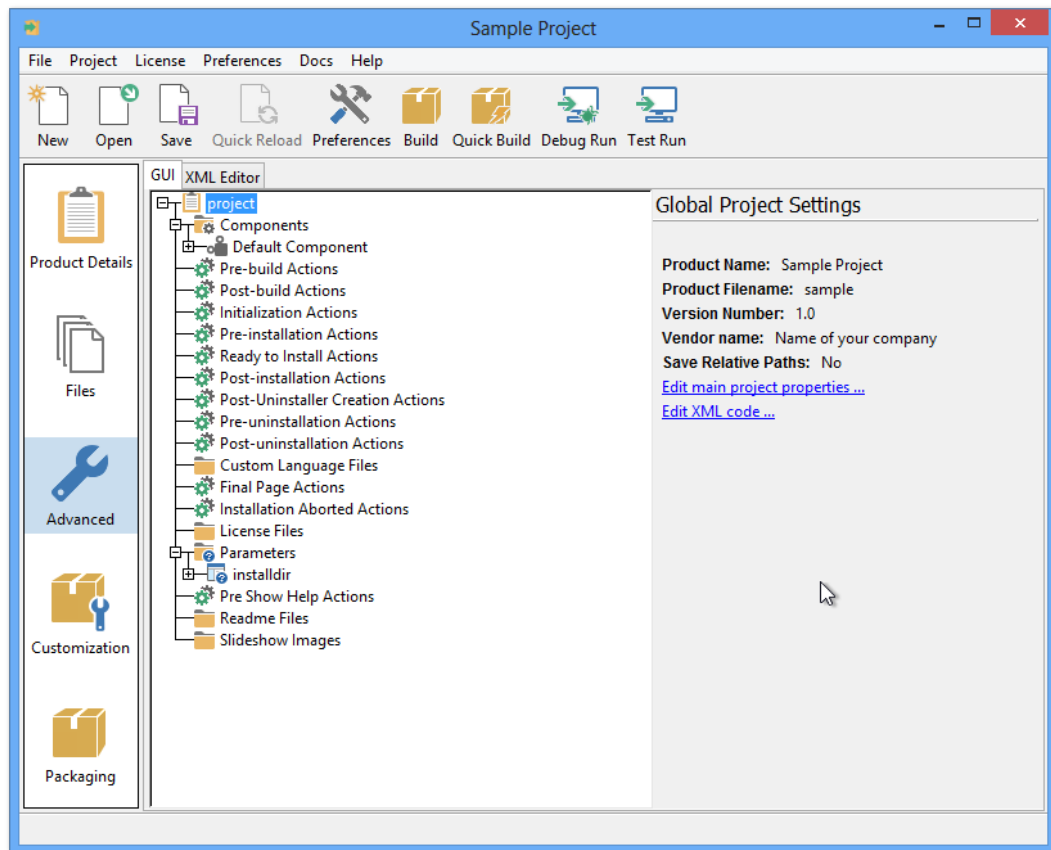 Sample Project
File Project License Preferences Docs Help
New Open Save Quick Reload Preferences Build Quick Build Debug Run Test Run
Product Details
Files
Advanced
Customization
Packaging
GUI XML Editor
project
Components
Default Component
Pre-build Actions
Post-build Actions
Initialization Actions
Pre-installation Actions
Ready to Install Actions
Post-installation Actions
Post-Uninstaller Creation Actions
Pre-uninstallation Actions
Post-uninstallation Actions
Custom Language Files
Final Page Actions
Installation Aborted Actions
License Files
Parameters
installdir
Pre Show Help Actions
Readme Files
Slideshow Images
Global Project Settings
Product Name: Sample Project
Product Filename: sample
Version Number: 1.0
Vendor name: Name of your company
Save Relative Paths: No
Edit main project properties ...
Edit XML code ...